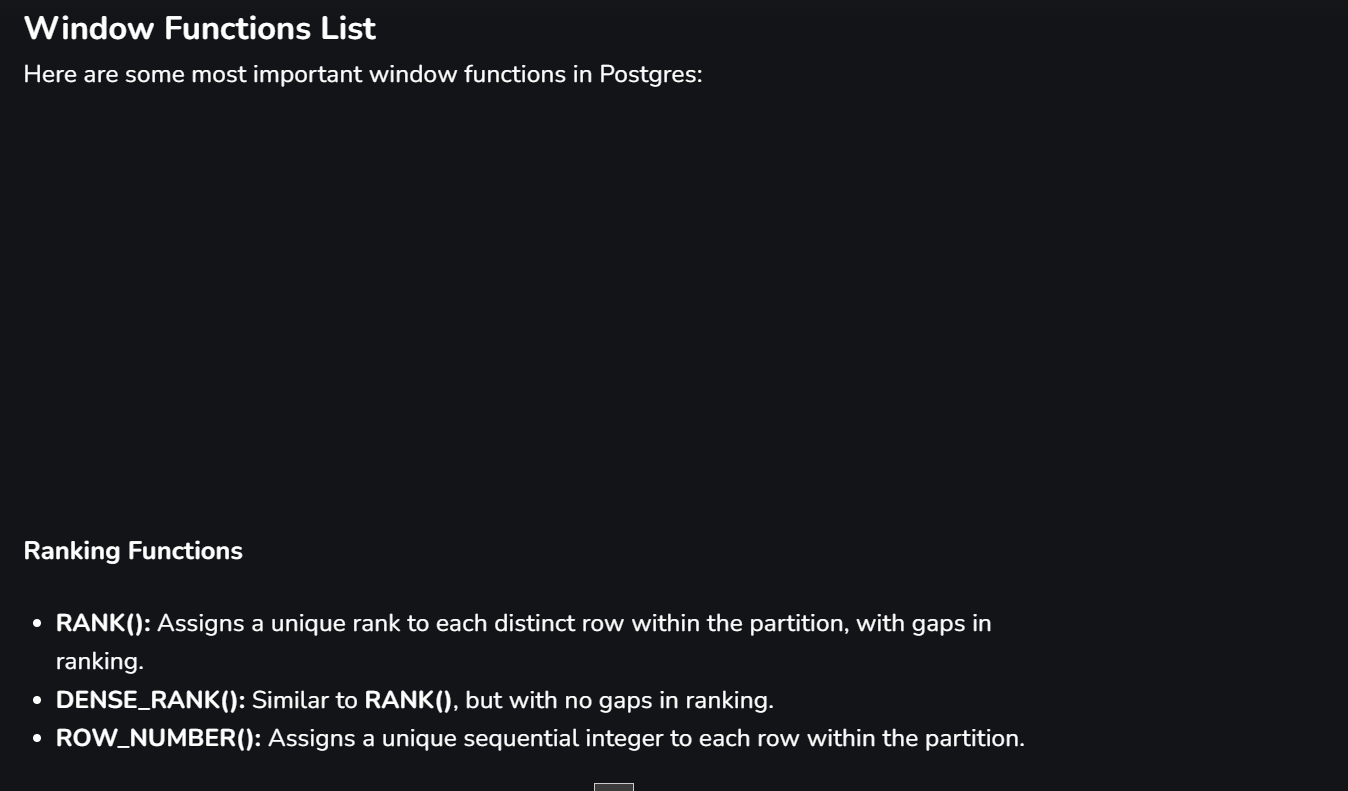 Window Functions List
Here are some most important window functions in Postgres:
Ranking Functions
• RANK(): Assigns a unique rank to each distinct row within the partition, with gaps in
ranking.
• DENSE_RANK(): Similar to RANK(), but with no gaps in ranking.
• ROW_NUMBER(): Assigns a unique sequential integer to each row within the partition.